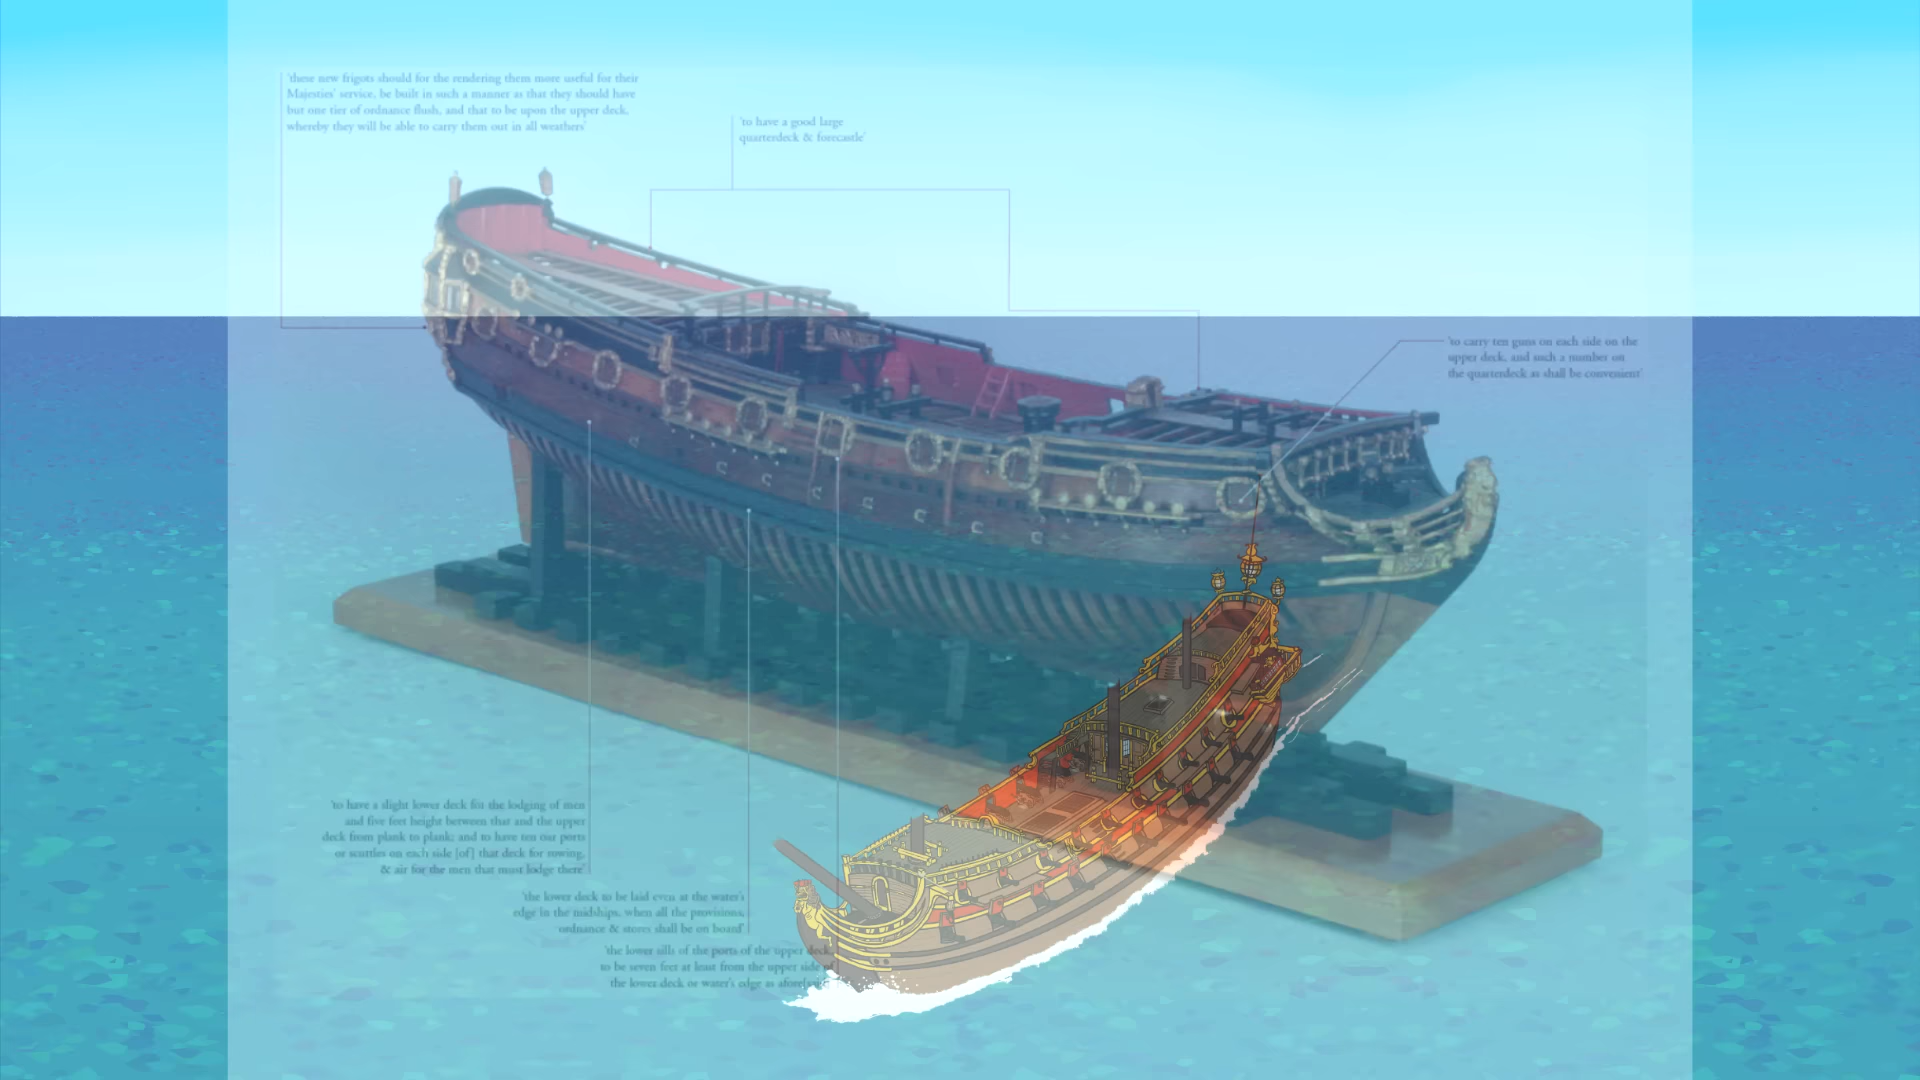 'these new frigots should for the rendering them more useful for their
Majesties' service, be built in such a manner as that they should have
but one tier of ordnance flush, and that to be upon the upper deck,
whereby they will be able to carry them out in all weathers'
'to have a good large
quarterdeck & forecastle'
'to carry ten guns on each side on the
upper deck, and such a number on
the quarterdeck as shall be convenient'
'to have a slight lower deck for the lodging of men
and five feet height between that and the upper
deck from plank to plank; and to have ten oar ports
or scuttles on each side [of] that deck for rowing,
& air for the men that must lodge there'
'the lower deck to be laid even at the water's
edge in the midships, when all the provisions,
ordnance & stores shall be on board'
'the lower sills of the ports of the upper deck
to be seven feet at least from the upper side of
the lower deck or water's edge as